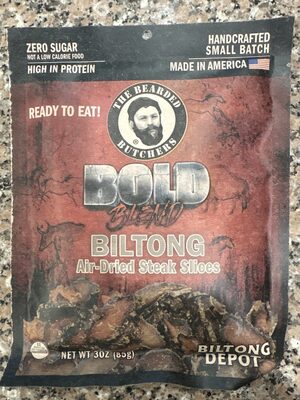 ZERO SUGAR
NOT A LOW CALORIE FOOD
HIGH IN PROTEIN
HANDCRAFTED
SMALL BATCH
MADE IN AMERICA
READY TO EAT!
THE BEARDED
BUTCHERS
®
BOLD
BLEND
BILTONG
Air-Dried Steak Slices
NET WT 3OZ (85g)
BILTONG
DEPOT